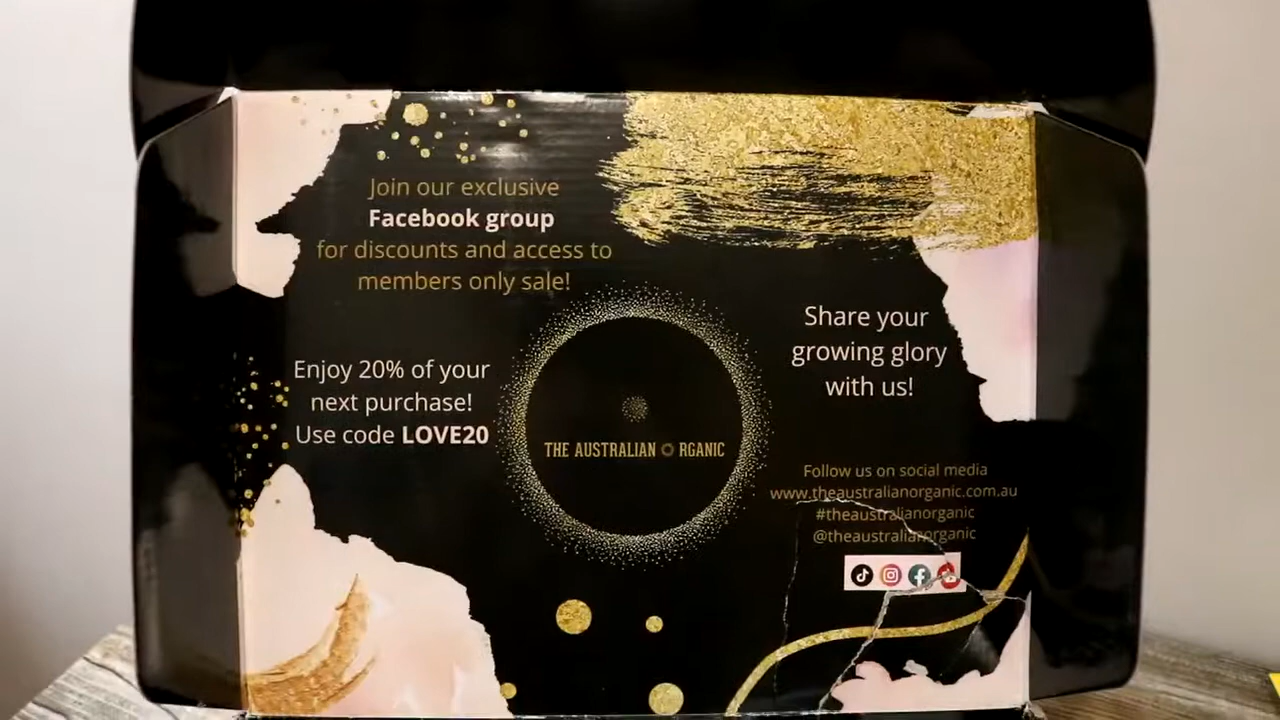 Join our exclusive
Facebook group
for discounts and access to
members only sale!
Enjoy 20% of your
next purchase!
Use code LOVE20
THE AUSTRALIAN ORGANIC
Share your
growing glory
with us!
Follow us on social media
www.theaustralianorganic.com.au
#theaustralianorganic
@theaustralianorganic